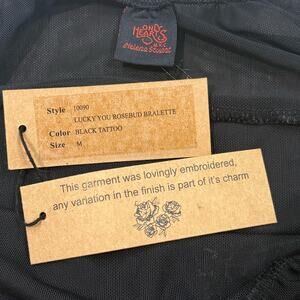 ONLY
HEARTS
N.Y.C.
Helena Stuart
Style 10090
LUCKY YOU ROSEBUD BRALETTE
Color BLACK TATTOO
Size M
This garment was lovingly embroidered,
any variation in the finish is part of it's charm